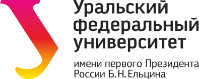 Уральский
федеральный
университет
имени первого Президента
России Б.Н.Ельцина